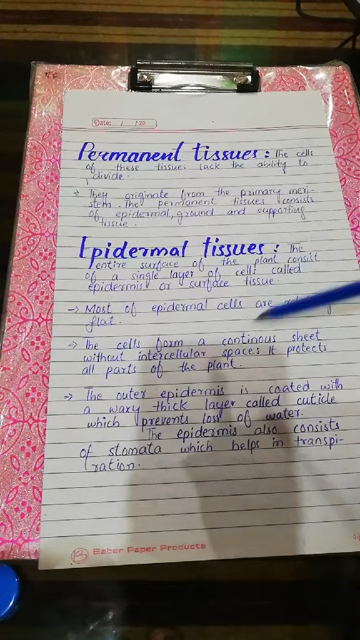 Date: 1 120
Permanent tissues: The cells
of these tissues lack the ability to
divide.
→ They originate from the primary meri-
stem. The permanent tissues consists
of epidermal, ground and supporting
tissue.
Epidermal tissues: The
entire surface of the plant consist
of a single layer of cells called
epidermis or surface tissue.
→ Most of epidermal cells are
flat.
→ The cells form a continous sheet
without intercellular spaces. It protects
all parts of the plant.
→ The outer epidermis is coated with
a waxy thick layer called cuticle
which prevents loss of water.
The epidermis also consists
of stomata which helps in transpi-
ration.
Baber Paper Products